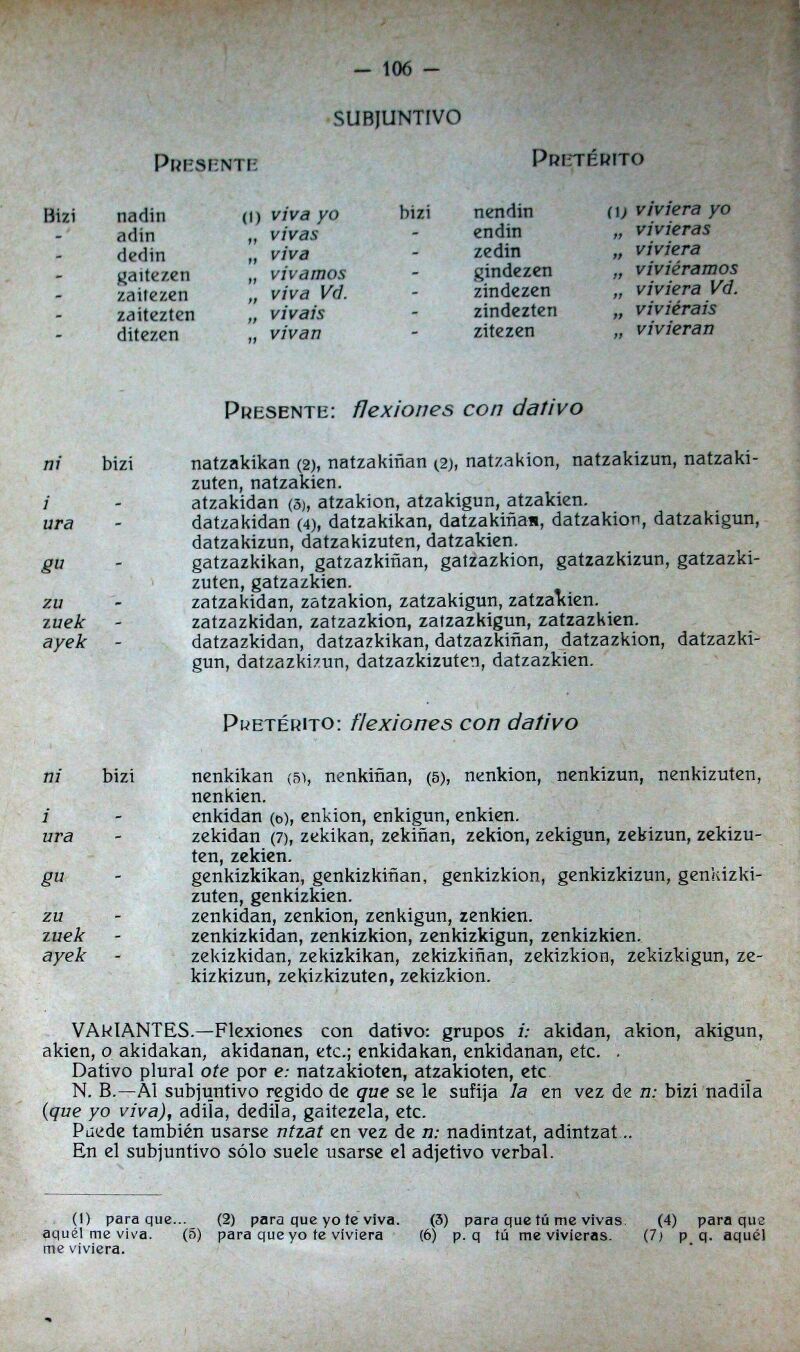 — 106 —
SUBJUNTIVO
PRESENTE PRETÉRITO
Bizi nadin (1) viva yo bizi nendin (1) viviera yo
- adin „ vivas - endin „ vivieras
- dedin „ viva - zedin „ viviera
- gaitezen „ vivamos - gindezen „ viviéramos
- zaitezen „ viva Vd. - zindezen „ viviera Vd.
- zaitezten „ vivais - zindezten „ viviérais
- ditezen „ vivan - zitezen „ vivieran
PRESENTE: flexiones con dativo
ni bizi natzakikan (2), natzakiñan (2), natzakion, natzakizun, natzaki-
zuten, natzakien.
i - atzakidan (3), atzakion, atzakigun, atzakien.
ura - datzakidan (4), datzakikan, datzakiñan, datzakion, datzakigun,
datzakizun, datzakizuten, datzakien.
gu - gatzazkikan, gatzazkiñan, gatzazkion, gatzazkizun, gatzazki-
zuten, gatzazkien.
zu - zatzakidan, zatzakion, zatzakigun, zatzakien.
zuek - zatzazkidan, zatzazkion, zatzazkigun, zatzazkien.
ayek - datzazkidan, datzazkikan, datzazkiñan, datzazkion, datzazki-
gun, datzazkizun, datzazkizuten, datzazkien.
PRETÉRITO: flexiones con dativo
ni bizi nenkikan (5), nenkiñan, (5), nenkion, nenkizun, nenkizuten,
nenkien.
i - enkidan (6), enkion, enkigun, enkien.
ura - zekidan (7), zekikan, zekiñan, zekion, zekigun, zekizun, zekizu-
ten, zekien.
gu - genkizkikan, genkizkiñan, genkizkion, genkizkizun, genkizki-
zuten, genkizkien.
zu - zenkidan, zenkion, zenkigun, zenkien.
zuek - zenkizkidan, zenkizkion, zenkizkigun, zenkizkien.
ayek - zekizkidan, zekizkikan, zekizkiñan, zekizkion, zekizkigun, ze-
kizkizun, zekizkizuten, zekizkion.
VARIANTES.—Flexiones con dativo: grupos i: akidan, akion, akigun,
akien, o akidakan, akidanan, etc.; enkidakan, enkidanan, etc. .
Dativo plural ote por e: natzakioten, atzakioten, etc
N. B.—Al subjuntivo regido de que se le sufija la en vez de n: bizi nadila
(que yo viva), adila, dedila, gaitezela, etc.
Puede también usarse ntzat en vez de n: nadintzat, adintzat..
En el subjuntivo sólo suele usarse el adjetivo verbal.
(1) para que... (2) para que yo te viva. (3) para que tú me vivas. (4) para que
aquél me viva. (5) para que yo te viviera (6) p. q tú me vivieras. (7) p. q. aquél
me viviera.